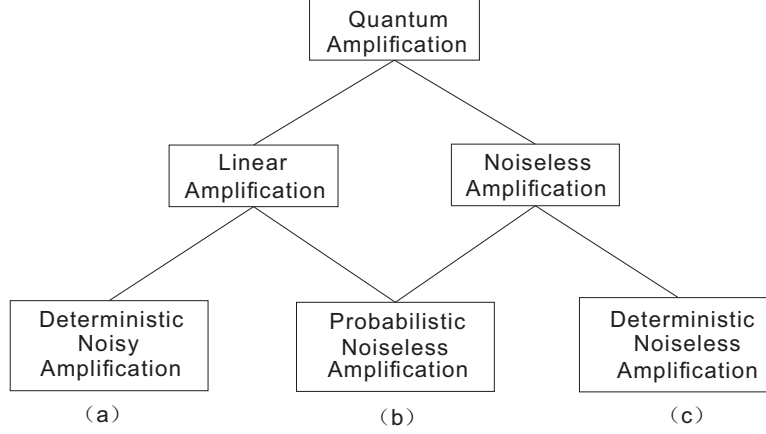 Quantum
Amplification
Linear
Amplification
Noiseless
Amplification
Deterministic
Noisy
Amplification
Probabilistic
Noiseless
Amplification
Deterministic
Noiseless
Amplification
（a）
（b）
（c）